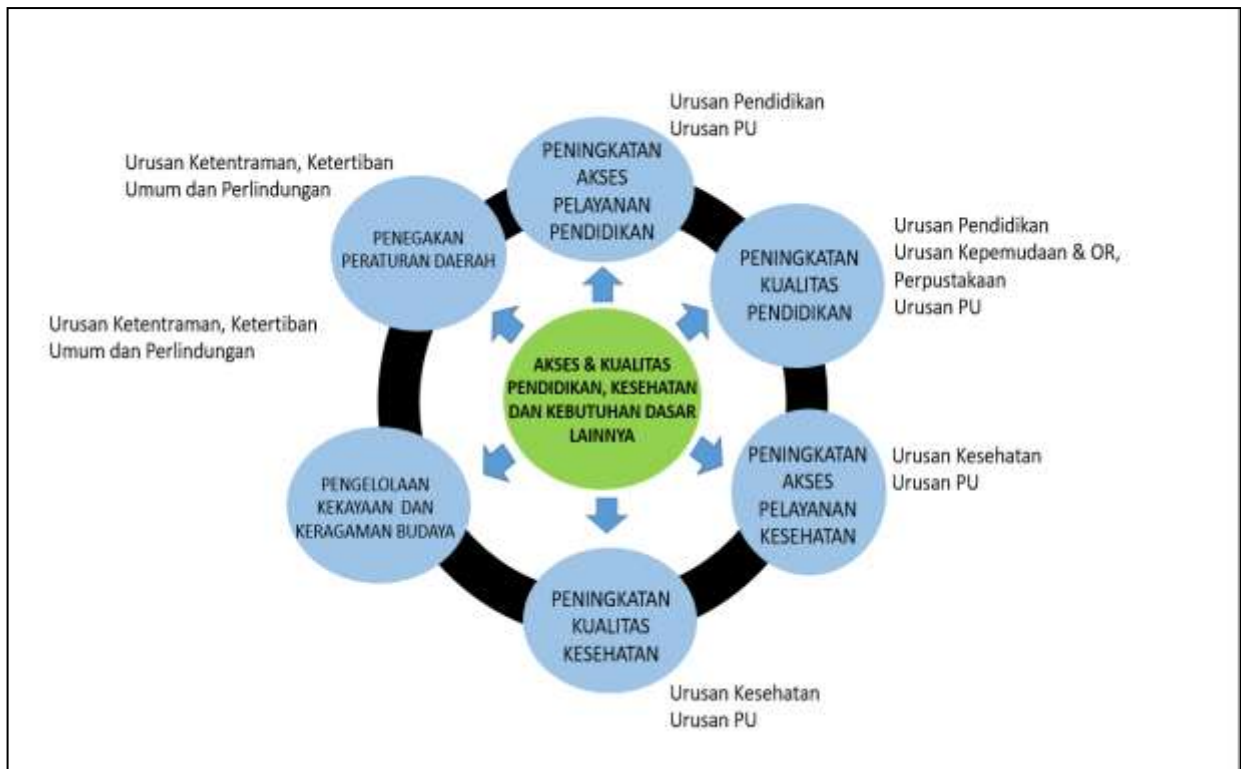 Urusan Pendidikan
Urusan PU
PENINGKATAN
AKSES
PELAYANAN
PENDIDIKAN
Urusan Ketentraman, Ketertiban
Umum dan Perlindungan
PENEGAKAN
PERATURAN DAERAH
PENINGKATAN
KUALITAS
PENDIDIKAN
Urusan Pendidikan
Urusan Kepemudaan & OR,
Perpustakaan
Urusan PU
Urusan Ketentraman, Ketertiban
Umum dan Perlindungan
AKSES & KUALITAS
PENDIDIKAN, KESEHATAN
DAN KEBUTUHAN DASAR
LAINNYA
PENINGKATAN
AKSES
PELAYANAN
KESEHATAN
Urusan Kesehatan
Urusan PU
PENGELOLAAN
KEKAYAAN DAN
KERAGAMAN BUDAYA
PENINGKATAN
KUALITAS
KESEHATAN
Urusan Kesehatan
Urusan PU